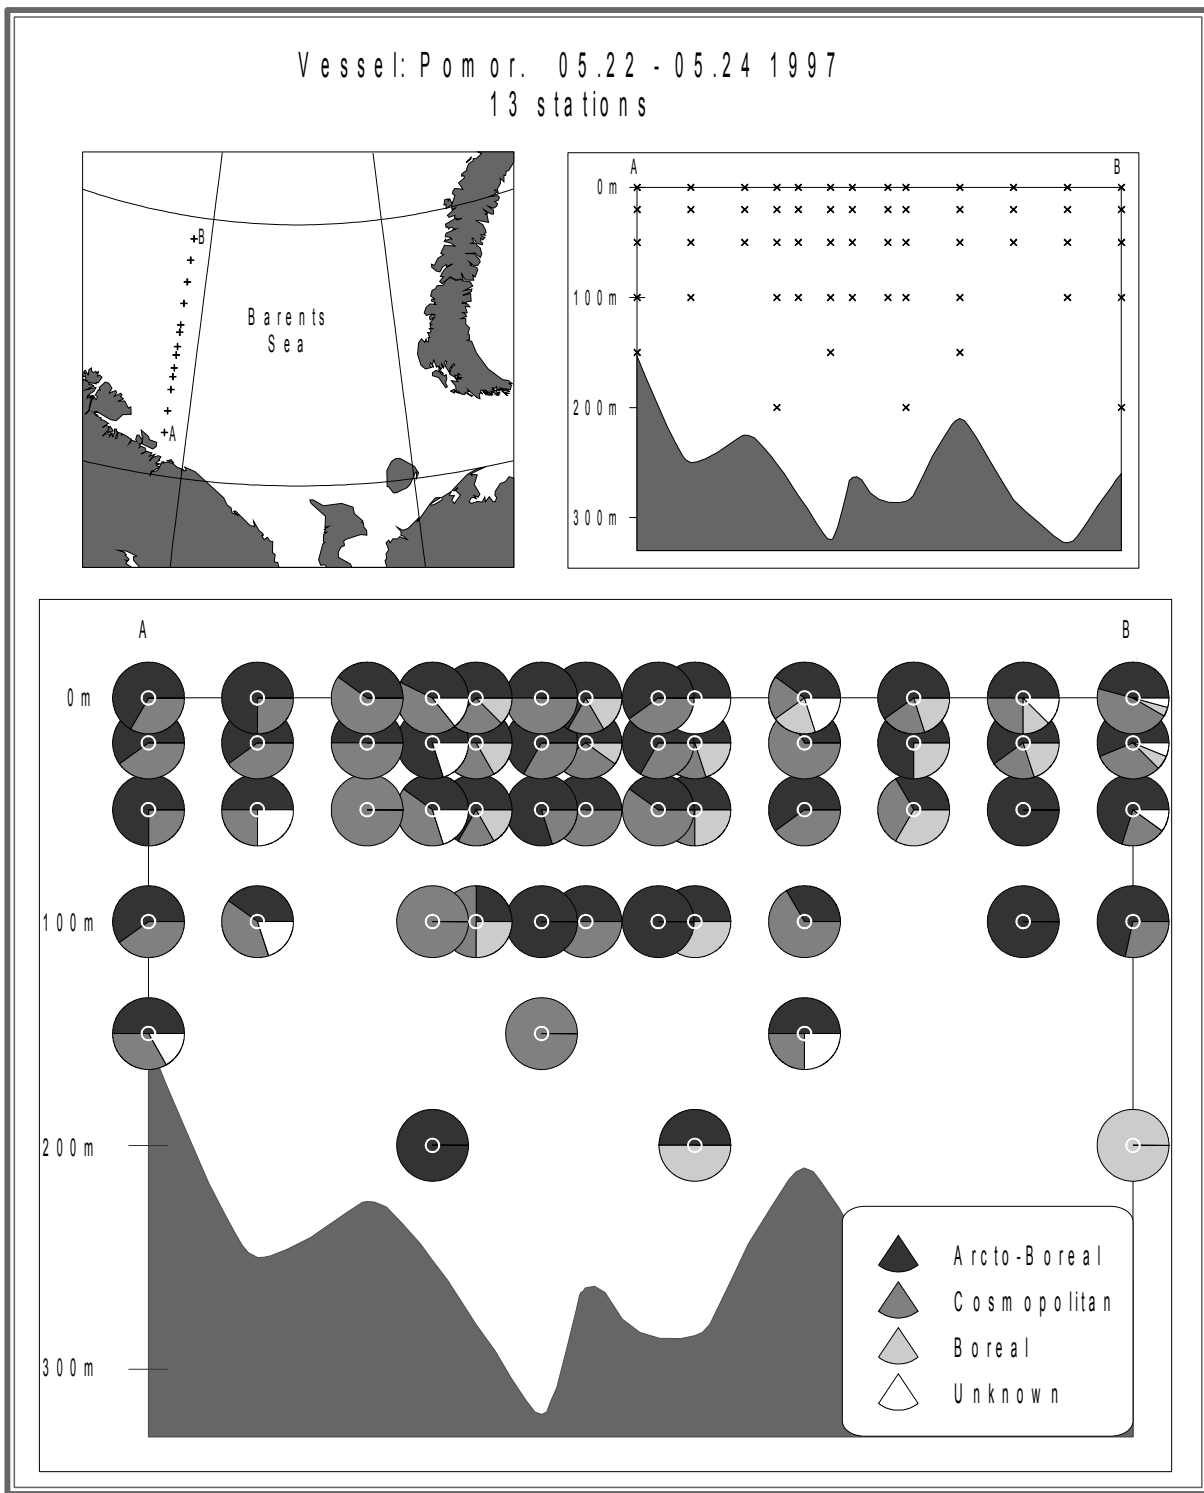 Vessel: Pomor. 05.22 - 05.24 1997
13 stations
B
Barents
Sea
A
A B
0m
100m
200m
300m
A B
0m
100m
200m
300m
Arcto-Boreal
Cosmopolitan
Boreal
Unknown